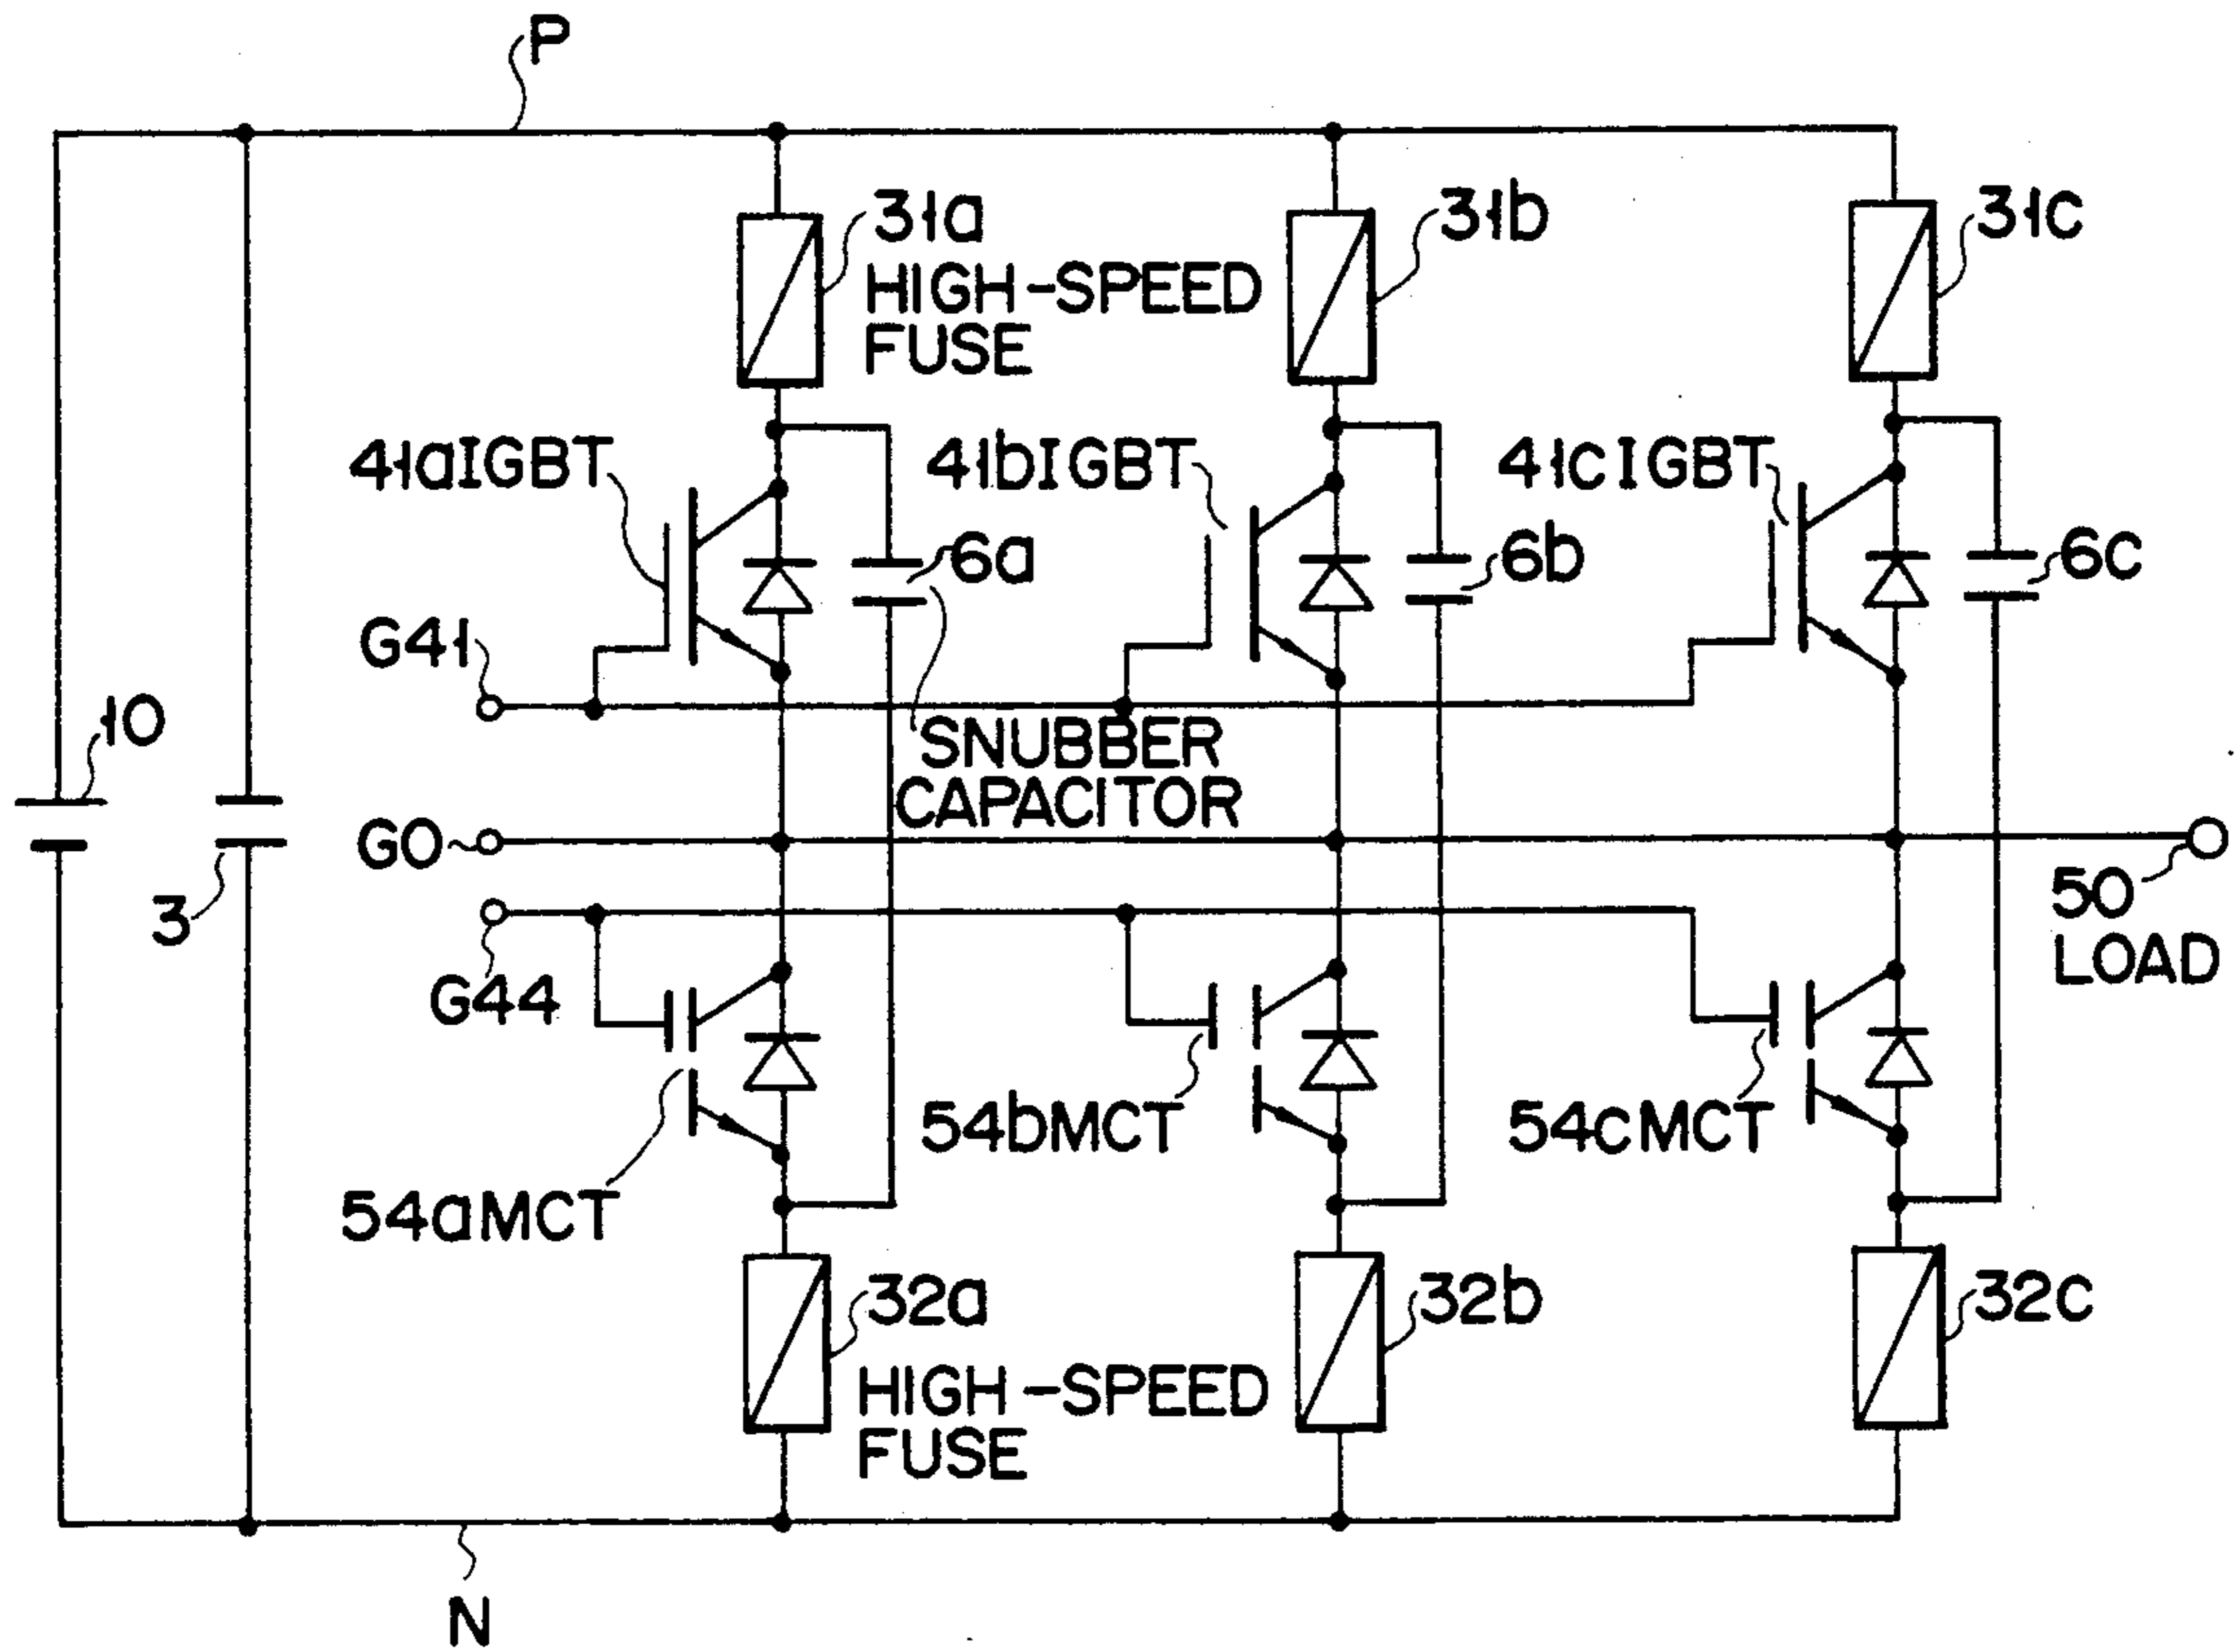 P
31a
HIGH-SPEED
FUSE
31b
31c
41aIGBT
41bIGBT
41cIGBT
6a
6b
6c
G41
10
SNUBBER
CAPACITOR
G0
3
50
LOAD
G44
54aMCT
54bMCT
54cMCT
32a
HIGH-SPEED
FUSE
32b
32c
N